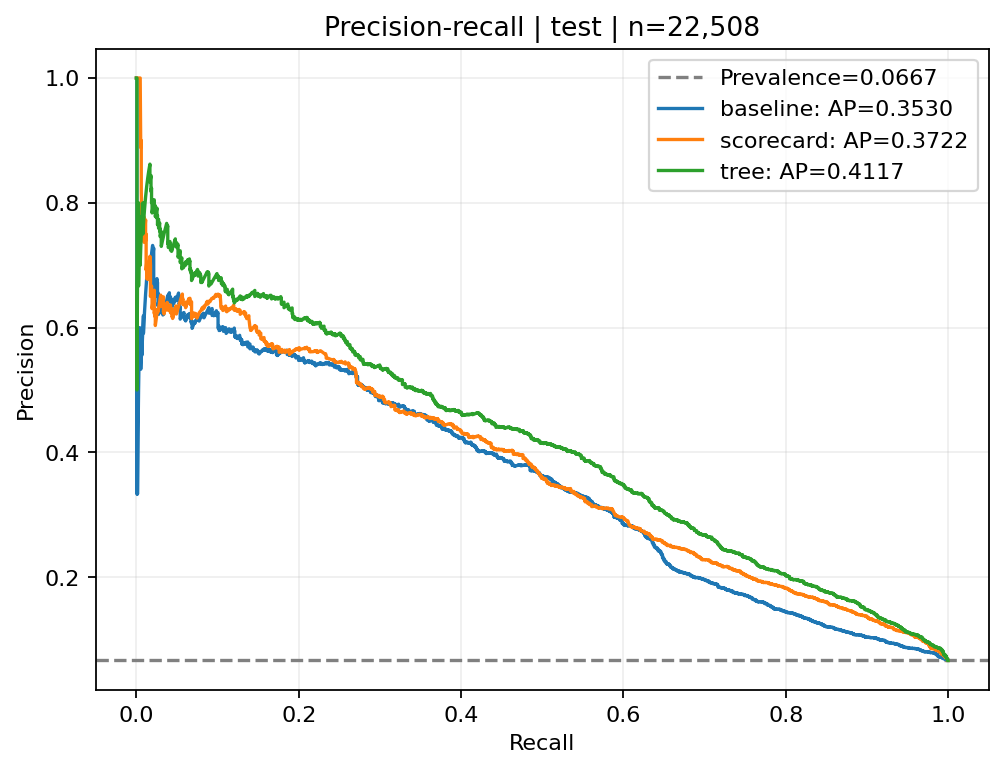 Precision-recall | test | n=22,508
Prevalence=0.0667
baseline: AP=0.3530
scorecard: AP=0.3722
tree: AP=0.4117
Precision
1.0
0.8
0.6
0.4
0.2
0.0 0.2 0.4 0.6 0.8 1.0
Recall